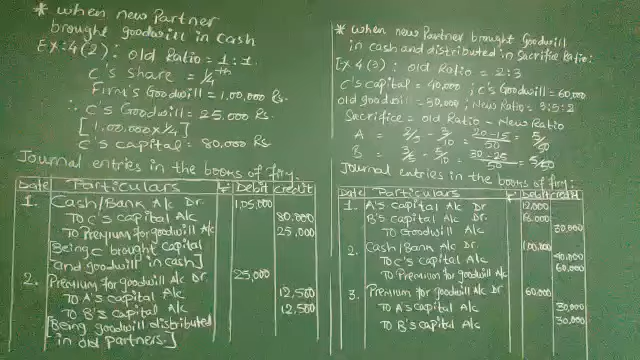 * when new Partner
brought goodwill in cash
EX:4(2): old Ratio = 1:1.
C's share = 1/4th
Firm's Goodwill = 1,00,000 Rs.
∴ C's Goodwill = 25,000 Rs.
[1,00,000 x 1/4]
C's capital = 80,000 Rs
Journal entries in the books of firm.
Date Particulars L.F Debit Credit
1. Cash/Bank A/c Dr. 1,05,000
To C's capital A/c 80,000
To Premium for goodwill A/c 25,000
[Being C brought capital
and goodwill in cash]
2. Premium for goodwill A/c Dr. 25,000
To A's capital A/c 12,500
To B's capital A/c 12,500
[Being goodwill distributed
in old Partners.]
* when new Partner brought Goodwill
in cash and distributed in Sacrifice Ratio:
EX 4(3): old Ratio = 2:3
C's capital = 40,000; C's Goodwill = 60,000
old goodwill = 30,000; New Ratio = 3:5:2
Sacrifice = old Ratio - New Ratio
A = 2/5 - 3/10 = 20-15/50 = 5/50
B = 3/5 - 5/10 = 30-25/50 = 5/50
Journal entries in the books of firm:
Date Particulars L.F Debit Credit
1. A's capital A/c Dr 12,000
B's capital A/c Dr. 18,000
To Goodwill A/c 30,000
2. Cash/Bank A/c Dr. 1,00,000
To C's capital A/c 40,000
To Premium for goodwill A/c 60,000
3. Premium for goodwill A/c Dr 60,000
To A's capital A/c 30,000
To B's capital A/c 30,000